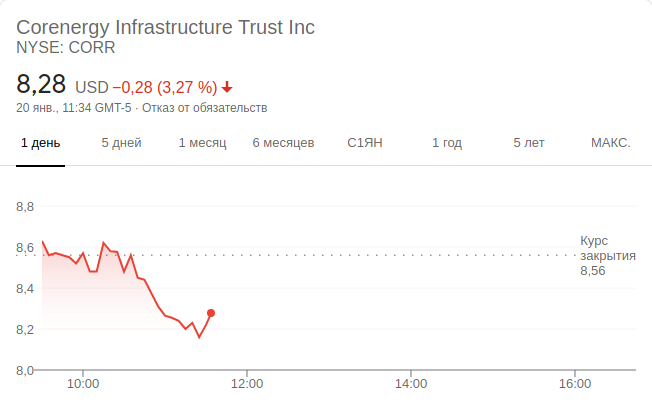 Corenergy Infrastructure Trust Inc
NYSE: CORR
8,28 USD −0,28 (3,27 %)
20 янв., 11:34 GMT-5 · Отказ от обязательств
1 день 5 дней 1 месяц 6 месяцев С1ЯН 1 год 5 лет МАКС.
8,8
8,6
8,4
8,2
8,0
Курс
закрытия
8,56
10:00 12:00 14:00 16:00